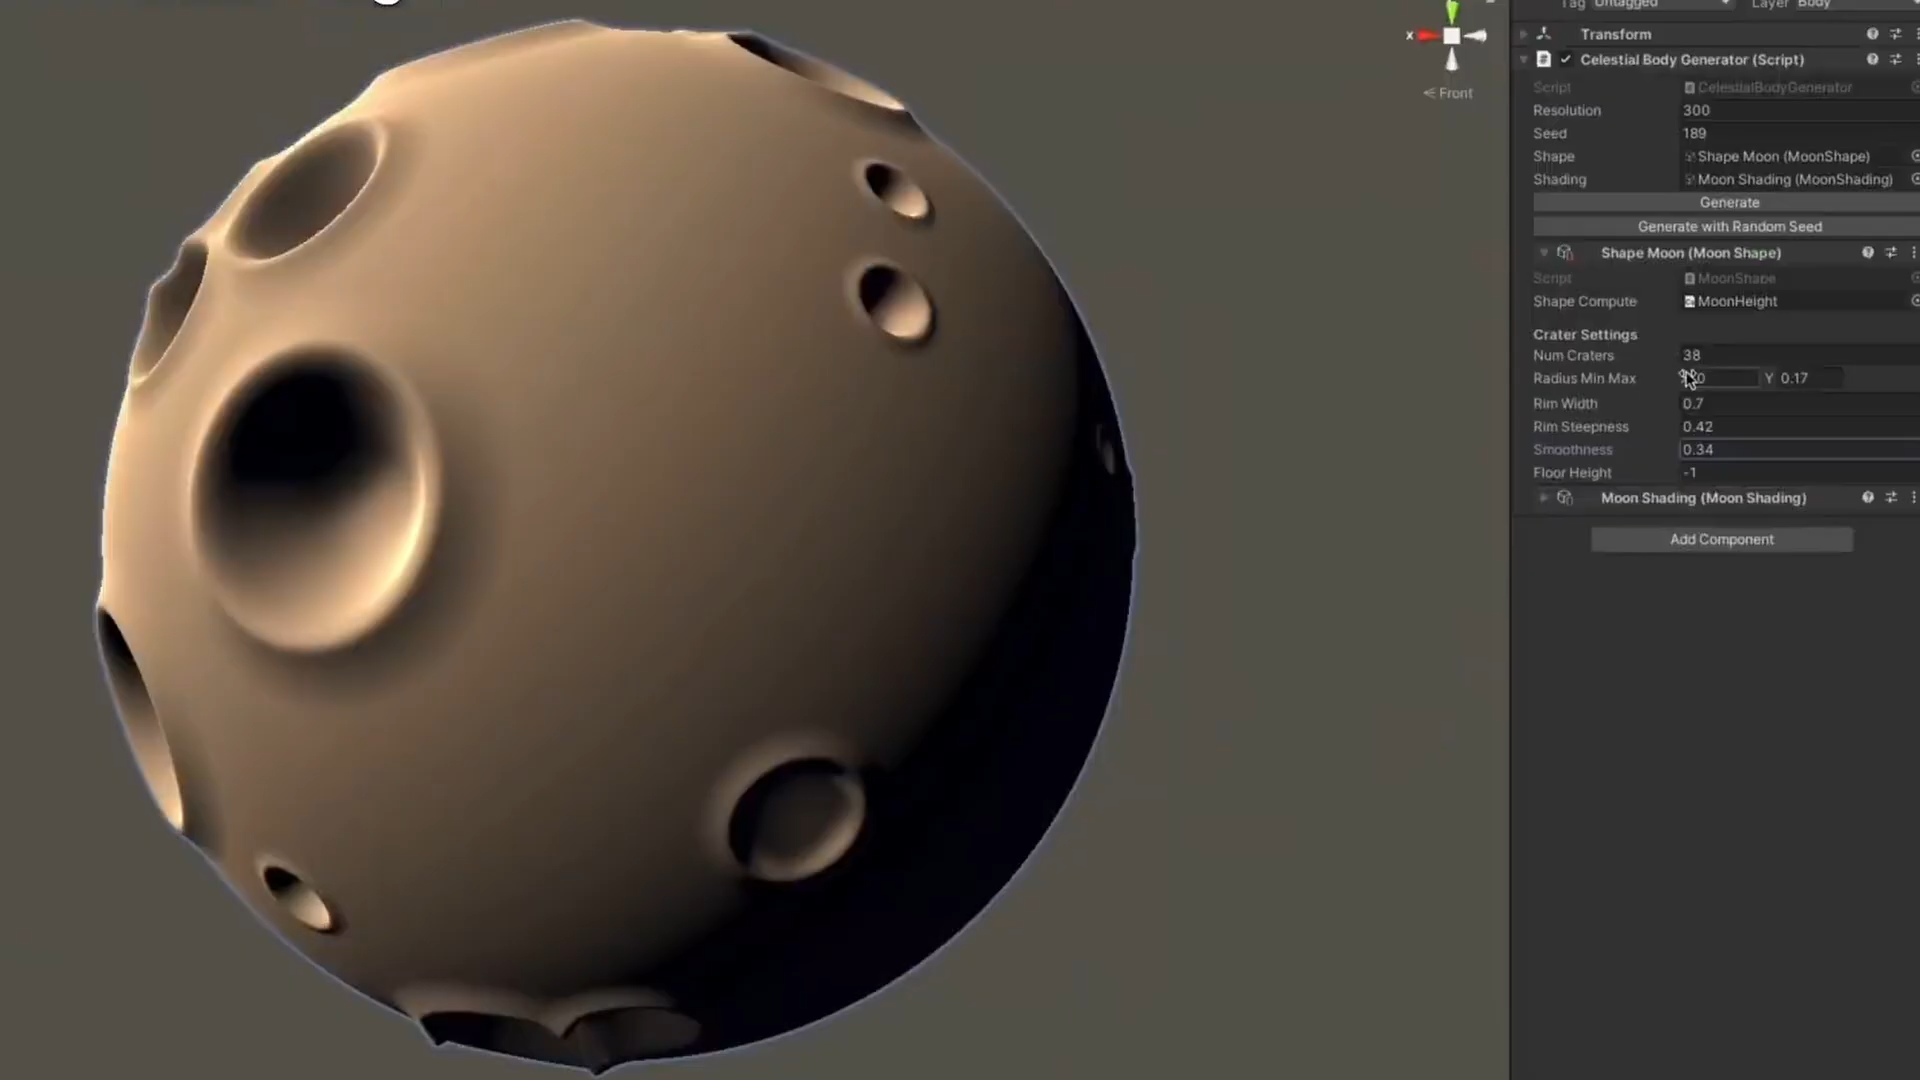 Tag Untagged Layer Body
x
< Front
Transform
Celestial Body Generator (Script)
Script CelestialBodyGenerator
Resolution 300
Seed 189
Shape Shape Moon (MoonShape)
Shading Moon Shading (MoonShading)
Generate
Generate with Random Seed
Shape Moon (Moon Shape)
Script MoonShape
Shape Compute MoonHeight
Crater Settings
Num Craters 38
Radius Min Max 0 Y 0.17
Rim Width 0.7
Rim Steepness 0.42
Smoothness 0.34
Floor Height -1
Moon Shading (Moon Shading)
Add Component